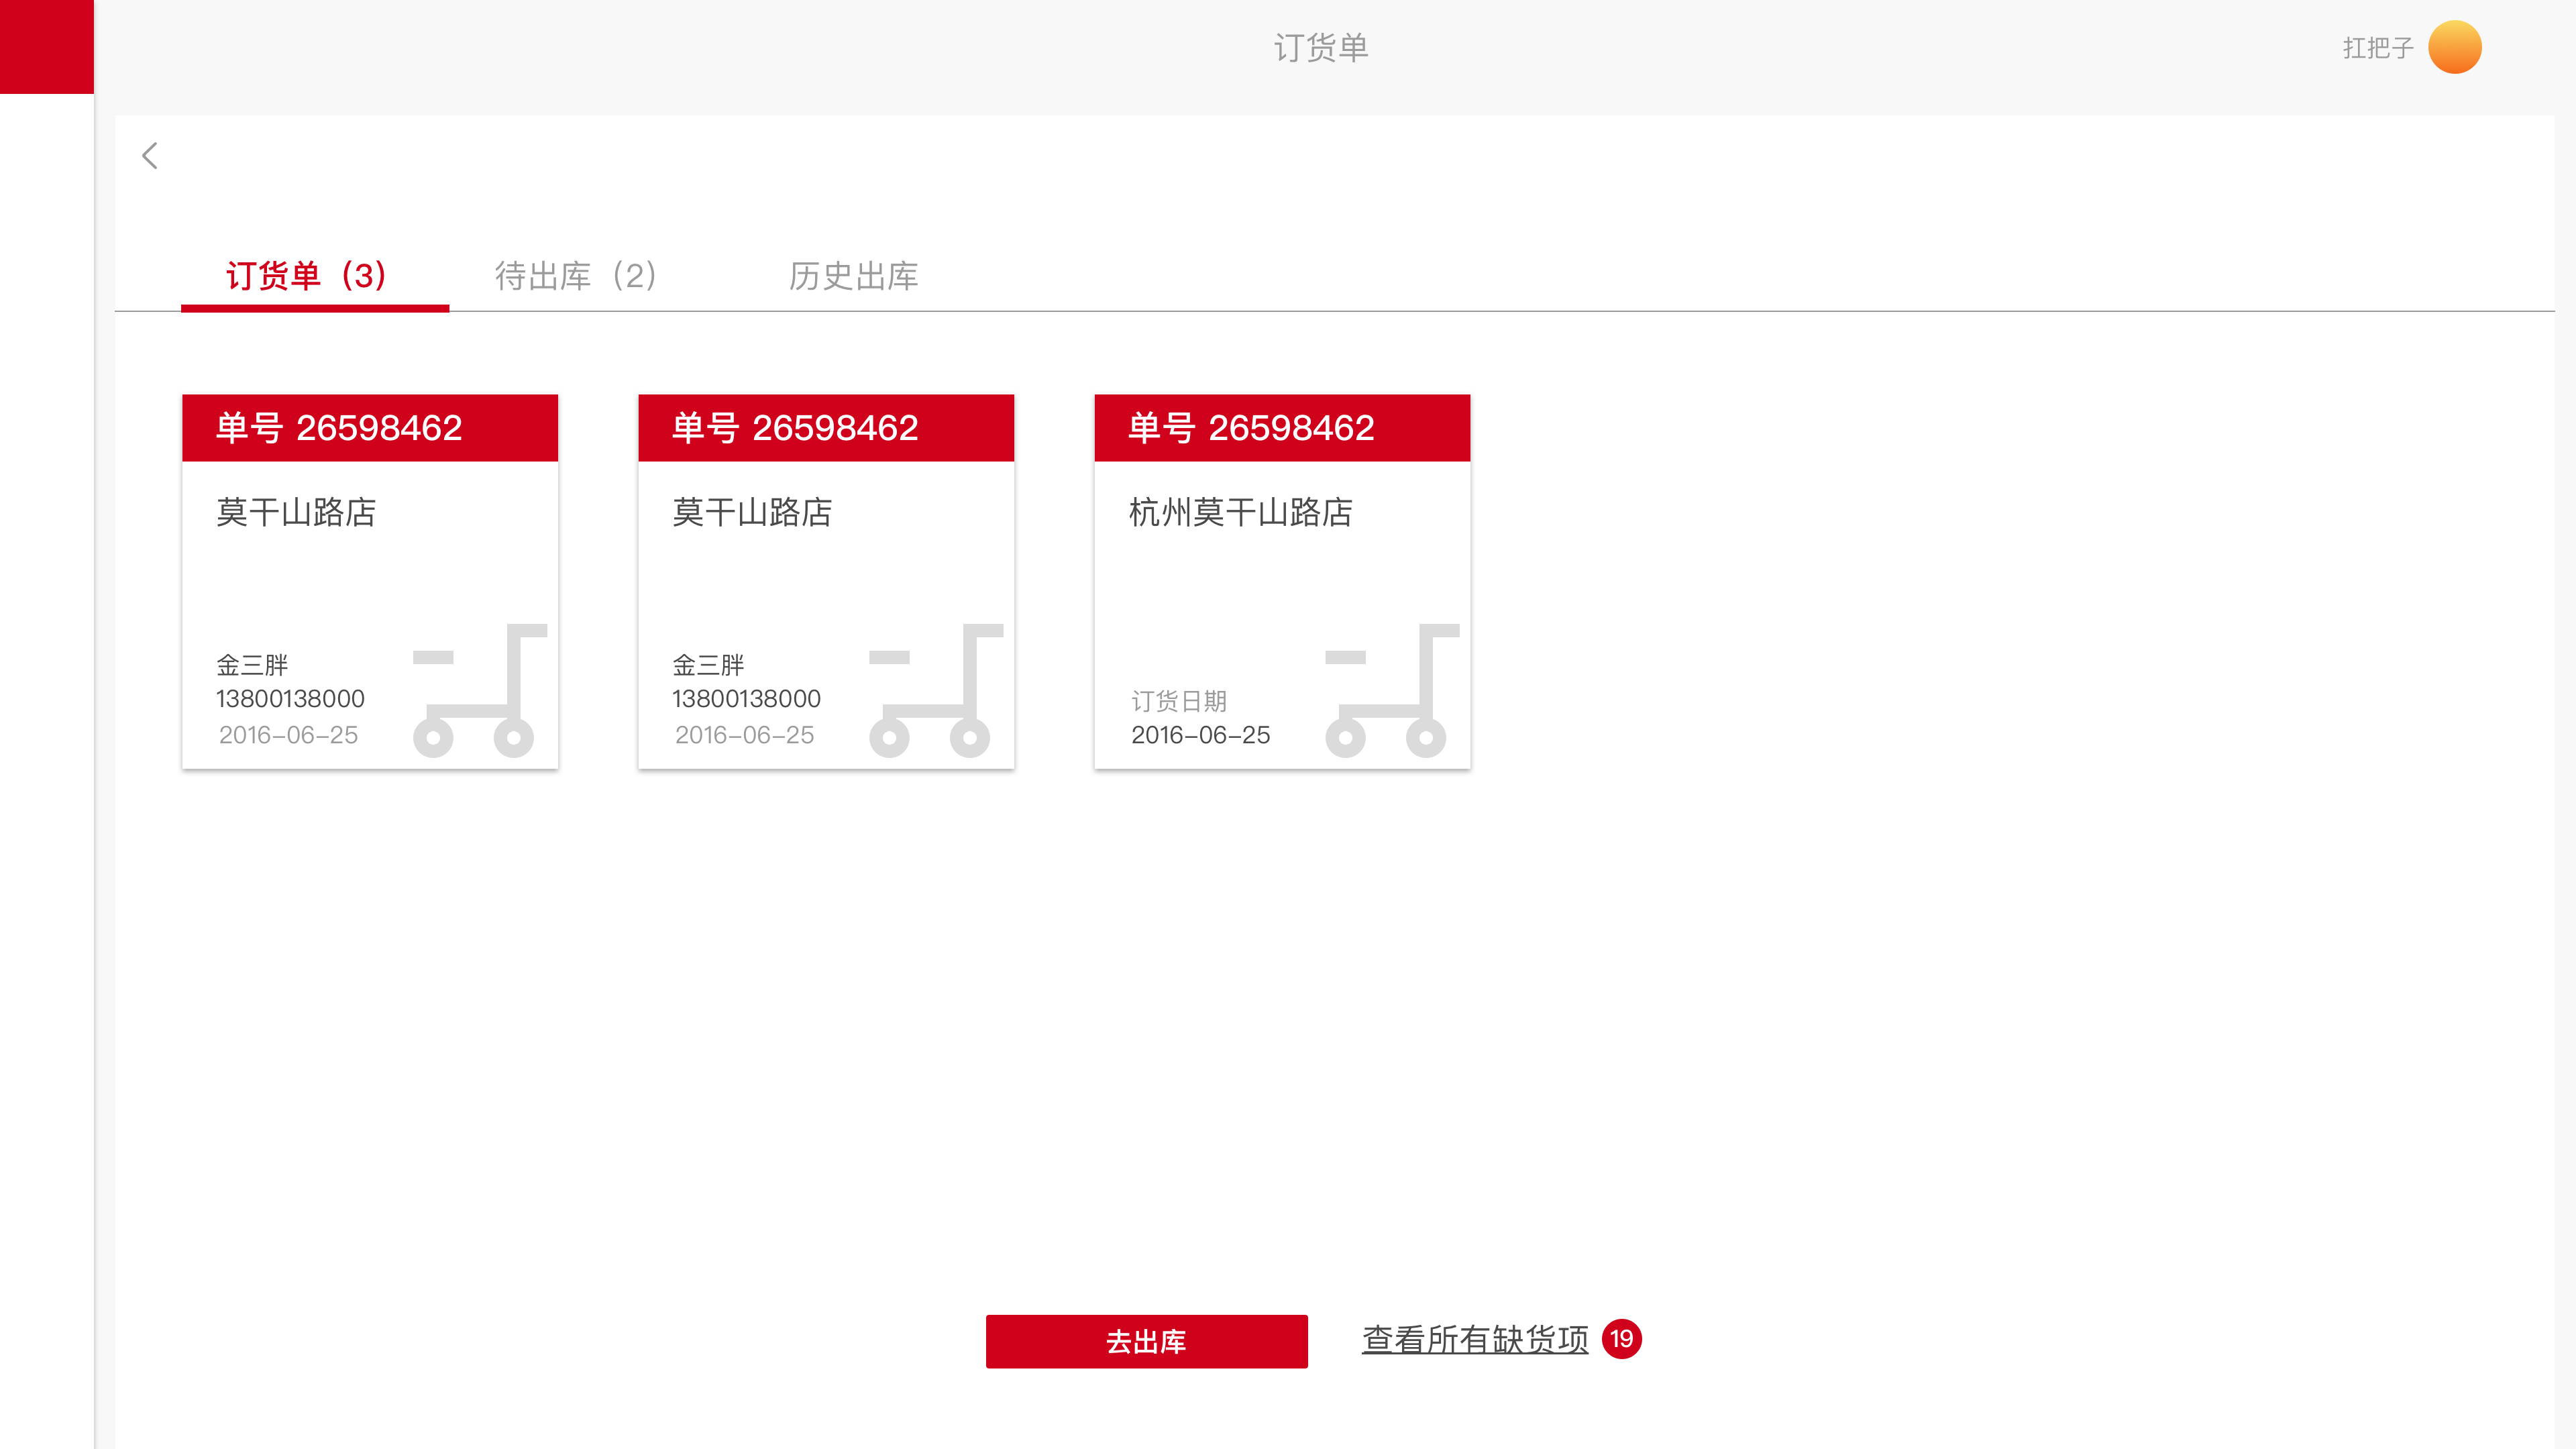 订货单
扛把子
订货单（3）
待出库（2）
历史出库
单号 26598462
莫干山路店
金三胖
13800138000
2016-06-25
单号 26598462
莫干山路店
金三胖
13800138000
2016-06-25
单号 26598462
杭州莫干山路店
订货日期
2016-06-25
去出库
查看所有缺货项 19